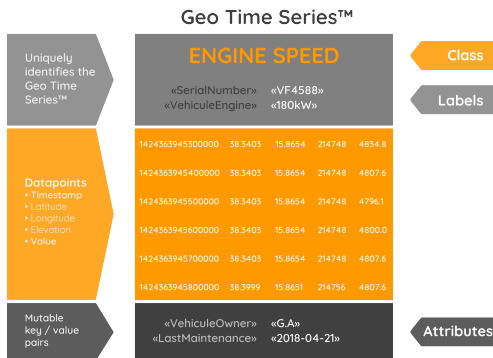 Geo Time Series™
Uniquely
identifies the
Geo Time
Series™
ENGINE SPEED
«SerialNumber» «VF4588»
«VehiculeEngine» «180kW»
Class
Labels
Datapoints
• Timestamp
• Latitude
• Longitude
• Elevation
• Value
1424363945300000 38.3403 15.8654 214748 4834.8
1424363945400000 38.3403 15.8654 214748 4807.6
1424363945500000 38.3403 15.8654 214748 4796.1
1424363945600000 38.3403 15.8654 214748 4800.0
1424363945700000 38.3403 15.8654 214748 4807.6
1424363945800000 38.3999 15.8651 214756 4807.6
Mutable
key / value
pairs
«VehiculeOwner» «G.A»
«LastMaintenance» «2018-04-21»
Attributes